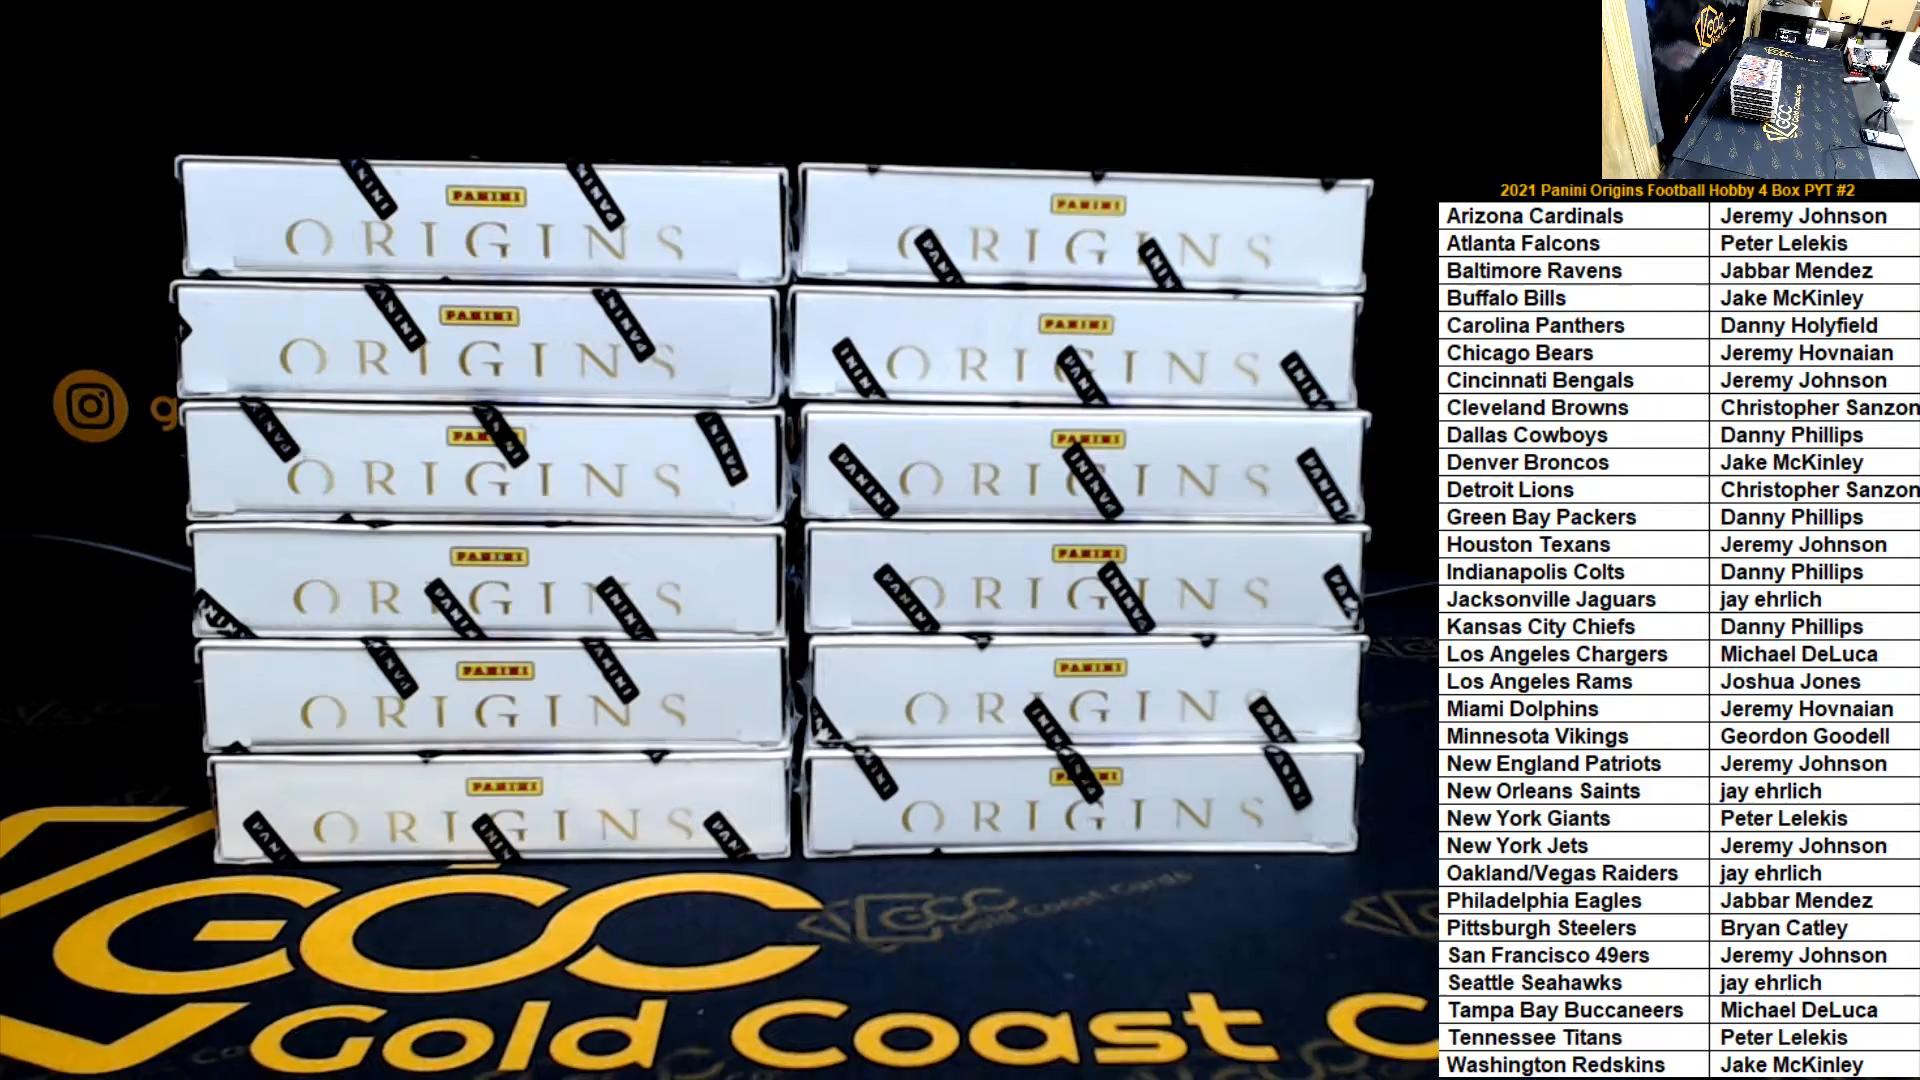 PANINI
ORIGINS
PANINI
ORIGINS
PANINI
ORIGINS
PANINI
ORIGINS
PANINI
ORIGINS
PANINI
ORIGINS
PANINI
ORIGINS
PANINI
ORIGINS
PANINI
ORIGINS
PANINI
ORIGINS
PANINI
ORIGINS
PANINI
ORIGINS
g
GCC
Gold Coast C
GCC
Gold Coast Cards
2021 Panini Origins Football Hobby 4 Box PYT #2
Arizona Cardinals Jeremy Johnson
Atlanta Falcons Peter Lelekis
Baltimore Ravens Jabbar Mendez
Buffalo Bills Jake McKinley
Carolina Panthers Danny Holyfield
Chicago Bears Jeremy Hovnaian
Cincinnati Bengals Jeremy Johnson
Cleveland Browns Christopher Sanzon
Dallas Cowboys Danny Phillips
Denver Broncos Jake McKinley
Detroit Lions Christopher Sanzon
Green Bay Packers Danny Phillips
Houston Texans Jeremy Johnson
Indianapolis Colts Danny Phillips
Jacksonville Jaguars jay ehrlich
Kansas City Chiefs Danny Phillips
Los Angeles Chargers Michael DeLuca
Los Angeles Rams Joshua Jones
Miami Dolphins Jeremy Hovnaian
Minnesota Vikings Geordon Goodell
New England Patriots Jeremy Johnson
New Orleans Saints jay ehrlich
New York Giants Peter Lelekis
New York Jets Jeremy Johnson
Oakland/Vegas Raiders jay ehrlich
Philadelphia Eagles Jabbar Mendez
Pittsburgh Steelers Bryan Catley
San Francisco 49ers Jeremy Johnson
Seattle Seahawks jay ehrlich
Tampa Bay Buccaneers Michael DeLuca
Tennessee Titans Peter Lelekis
Washington Redskins Jake McKinley